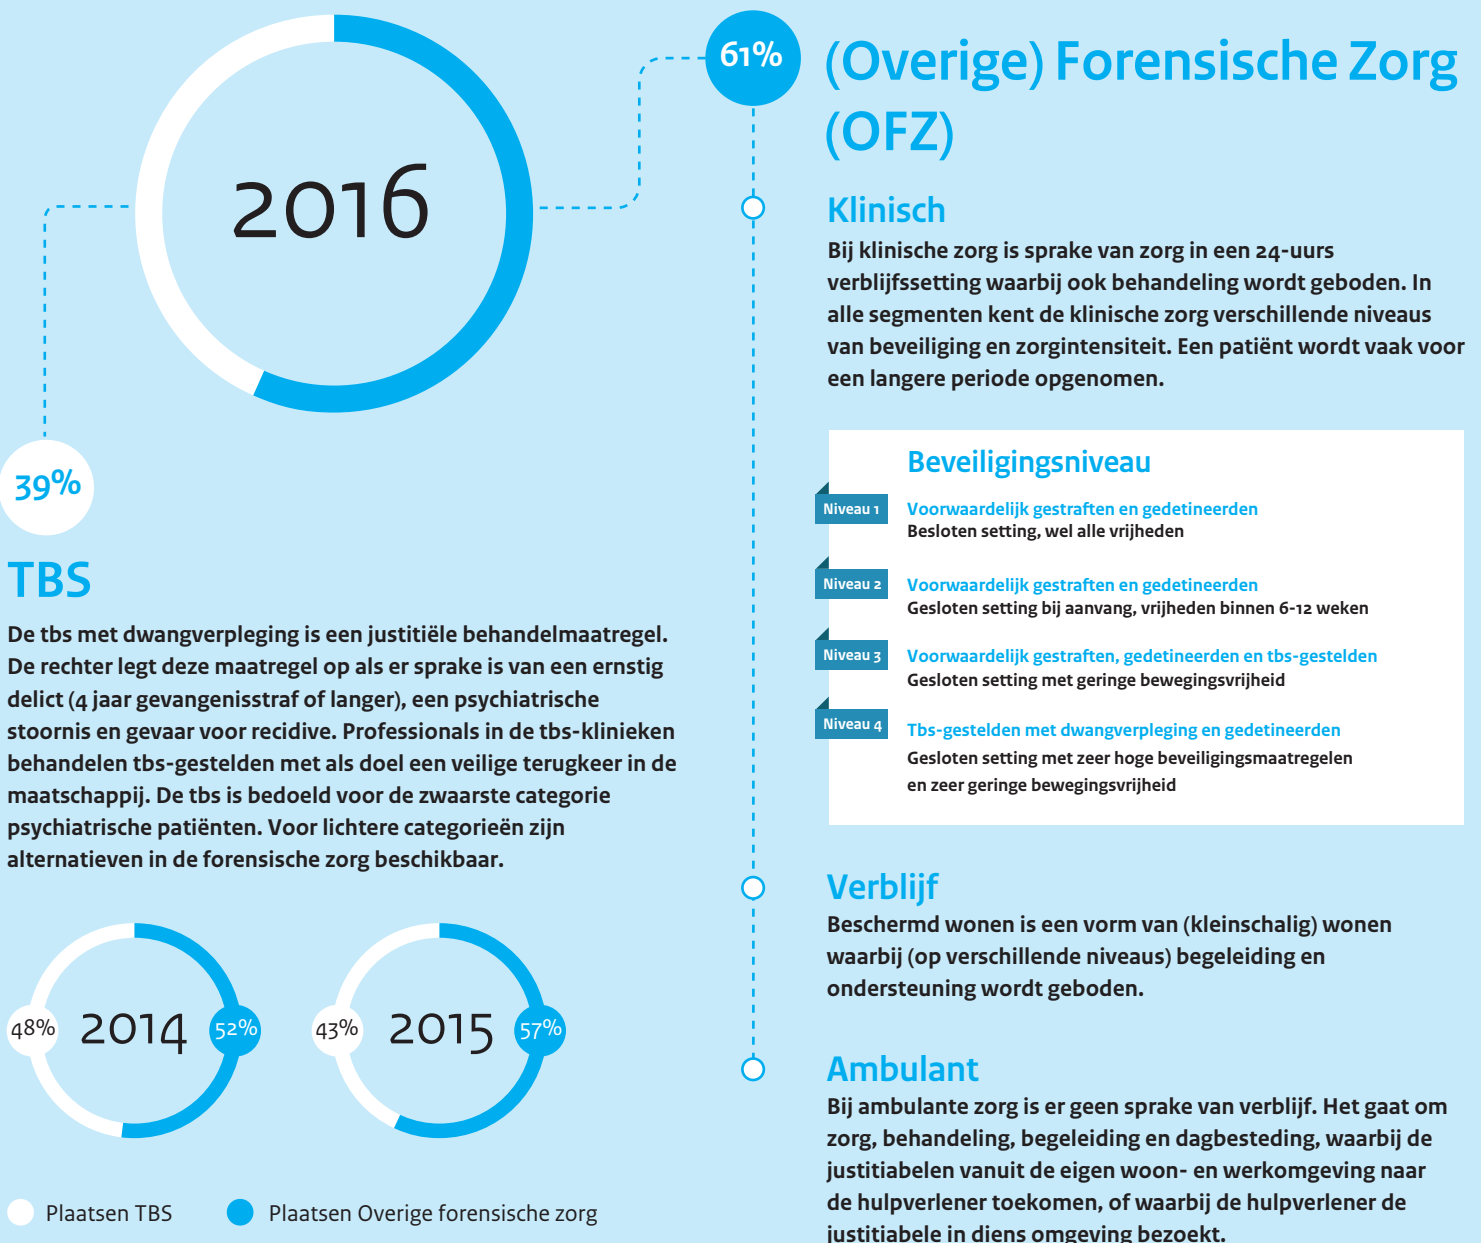 2016
39%
TBS
De tbs met dwangverpleging is een justitiële behandelmaatregel.
De rechter legt deze maatregel op als er sprake is van een ernstig
delict (4 jaar gevangenisstraf of langer), een psychiatrische
stoornis en gevaar voor recidive. Professionals in de tbs-klinieken
behandelen tbs-gestelden met als doel een veilige terugkeer in de
maatschappij. De tbs is bedoeld voor de zwaarste categorie
psychiatrische patiënten. Voor lichtere categorieën zijn
alternatieven in de forensische zorg beschikbaar.
48% 2014 52%
43% 2015 57%
Plaatsen TBS
Plaatsen Overige forensische zorg
61%
(Overige) Forensische Zorg
(OFZ)
Klinisch
Bij klinische zorg is sprake van zorg in een 24-uurs
verblijfssetting waarbij ook behandeling wordt geboden. In
alle segmenten kent de klinische zorg verschillende niveaus
van beveiliging en zorgintensiteit. Een patiënt wordt vaak voor
een langere periode opgenomen.
Beveiligingsniveau
Niveau 1
Voorwaardelijk gestraften en gedetineerden
Besloten setting, wel alle vrijheden
Niveau 2
Voorwaardelijk gestraften en gedetineerden
Gesloten setting bij aanvang, vrijheden binnen 6-12 weken
Niveau 3
Voorwaardelijk gestraften, gedetineerden en tbs-gestelden
Gesloten setting met geringe bewegingsvrijheid
Niveau 4
Tbs-gestelden met dwangverpleging en gedetineerden
Gesloten setting met zeer hoge beveiligingsmaatregelen
en zeer geringe bewegingsvrijheid
Verblijf
Beschermd wonen is een vorm van (kleinschalig) wonen
waarbij (op verschillende niveaus) begeleiding en
ondersteuning wordt geboden.
Ambulant
Bij ambulante zorg is er geen sprake van verblijf. Het gaat om
zorg, behandeling, begeleiding en dagbesteding, waarbij de
justitiabelen vanuit de eigen woon- en werkomgeving naar
de hulpverlener toekomen, of waarbij de hulpverlener de
justitiabele in diens omgeving bezoekt.